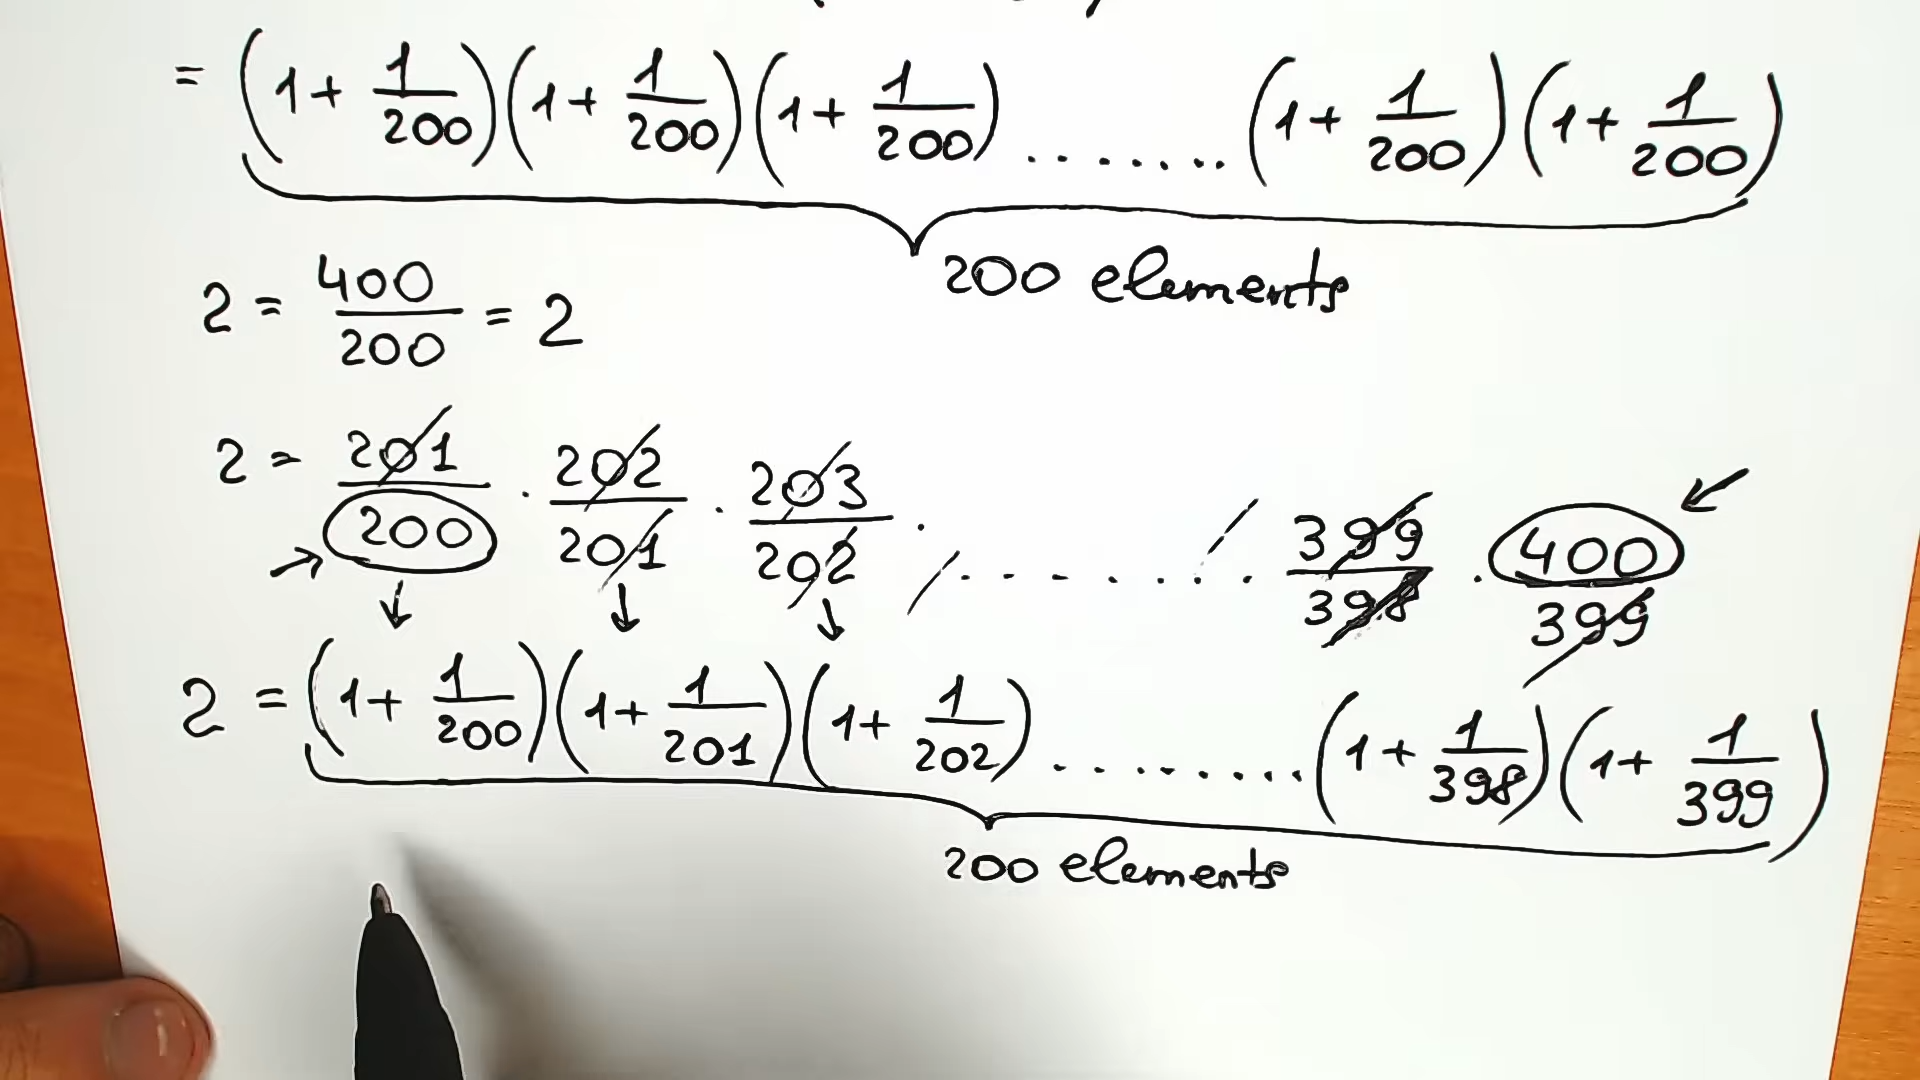 = (1 + 1/200)(1 + 1/200)(1 + 1/200) ....... (1 + 1/200)(1 + 1/200)
200 elements
2 = 400/200 = 2
2 = 201/200 · 202/201 · 203/202 · ....... 399/398 · 400/399
2 = (1 + 1/200)(1 + 1/201)(1 + 1/202) ......... (1 + 1/398)(1 + 1/399)
200 elements